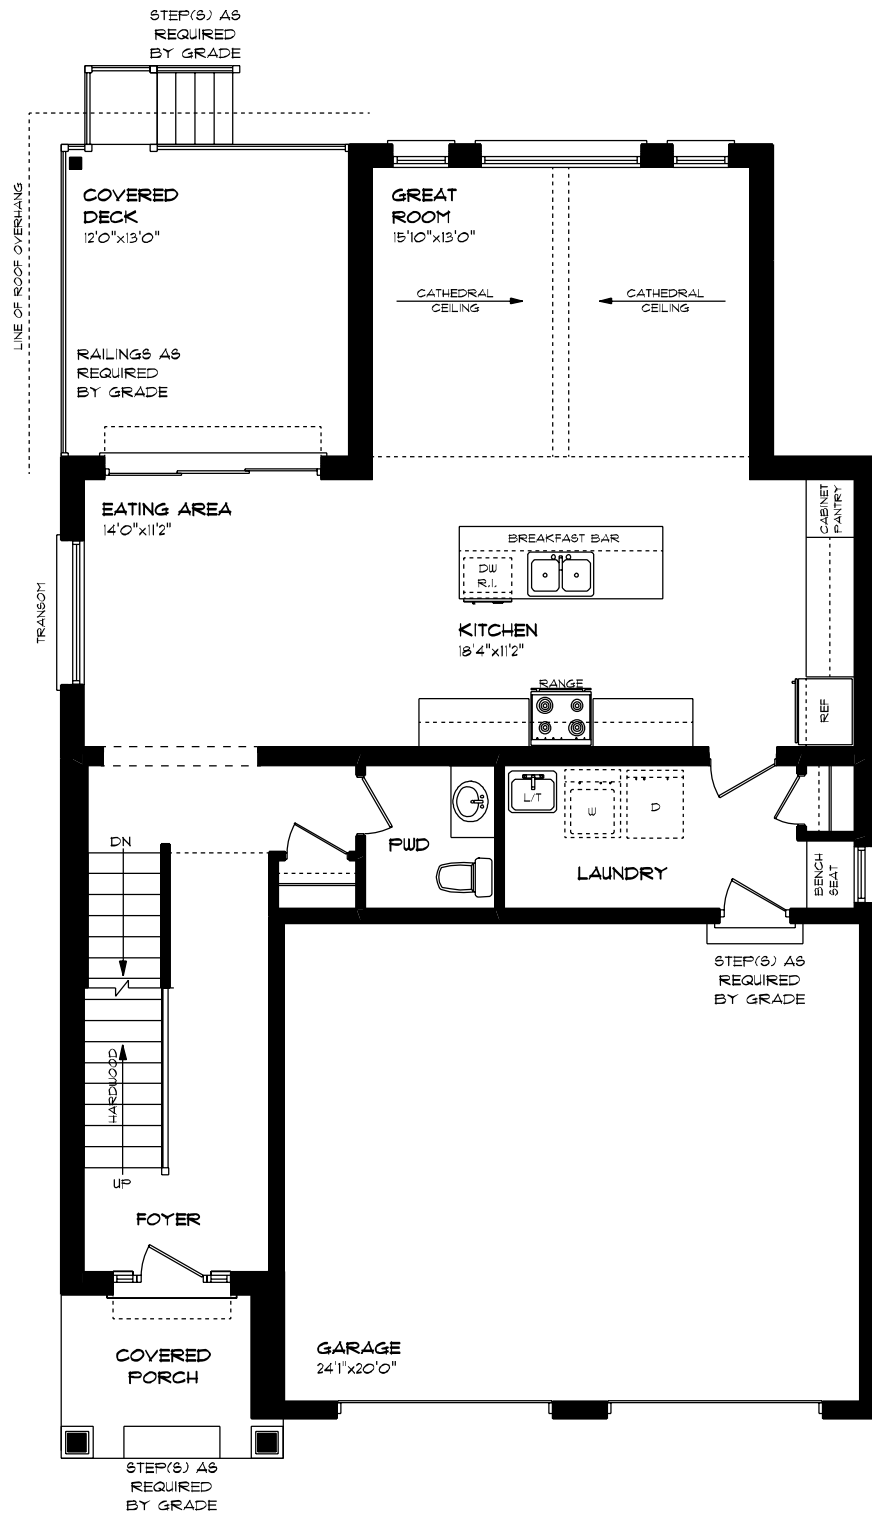 STEP(S) AS
REQUIRED
BY GRADE
LINE OF ROOF OVERHANG
COVERED
DECK
12'0"x13'0"
GREAT
ROOM
15'10"x13'0"
CATHEDRAL
CEILING
CATHEDRAL
CEILING
RAILINGS AS
REQUIRED
BY GRADE
EATING AREA
14'0"x11'2"
CABINET
PANTRY
BREAKFAST BAR
DW
R.I.
TRANSOM
KITCHEN
18'4"x11'2"
RANGE
REF
L/T
W
D
DN
PWD
LAUNDRY
BENCH
SEAT
STEP(S) AS
REQUIRED
BY GRADE
HARDWOOD
UP
FOYER
GARAGE
24'1"x20'0"
COVERED
PORCH
STEP(S) AS
REQUIRED
BY GRADE